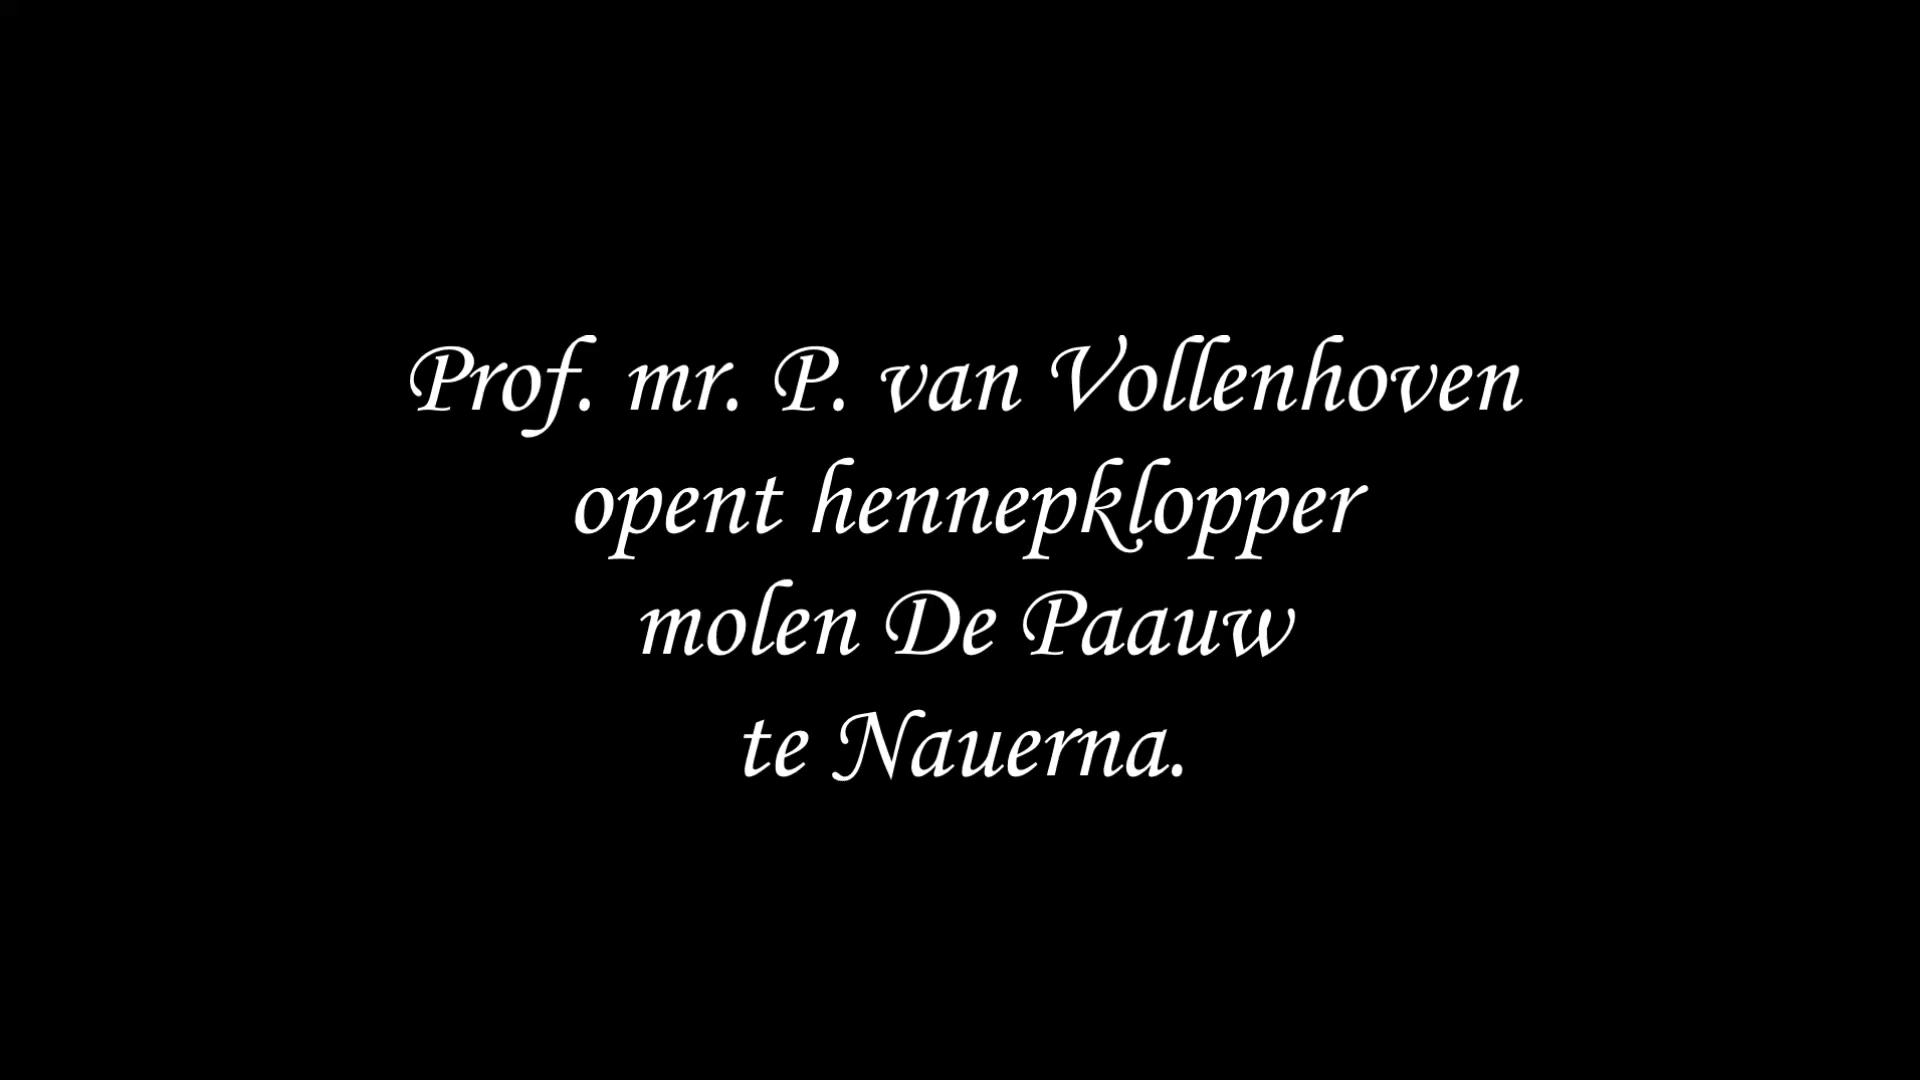 Prof. mr. P. van Vollenhoven
opent hennepklopper
molen De Paauw
te Nauerna.